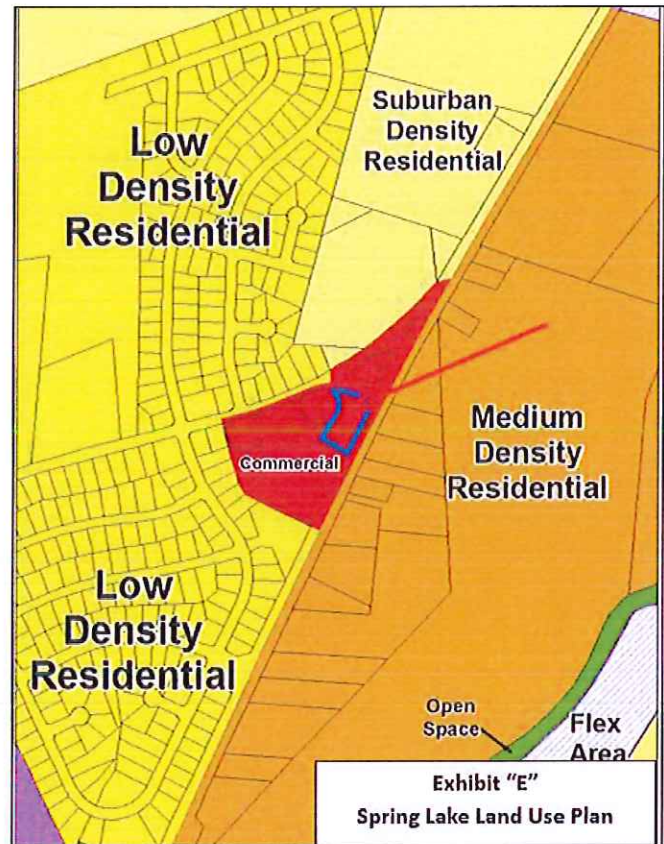 Suburban
Density
Residential
Low
Density
Residential
Commercial
Medium
Density
Residential
Low
Density
Residential
Open
Space
Flex
Area
Exhibit "E"
Spring Lake Land Use Plan